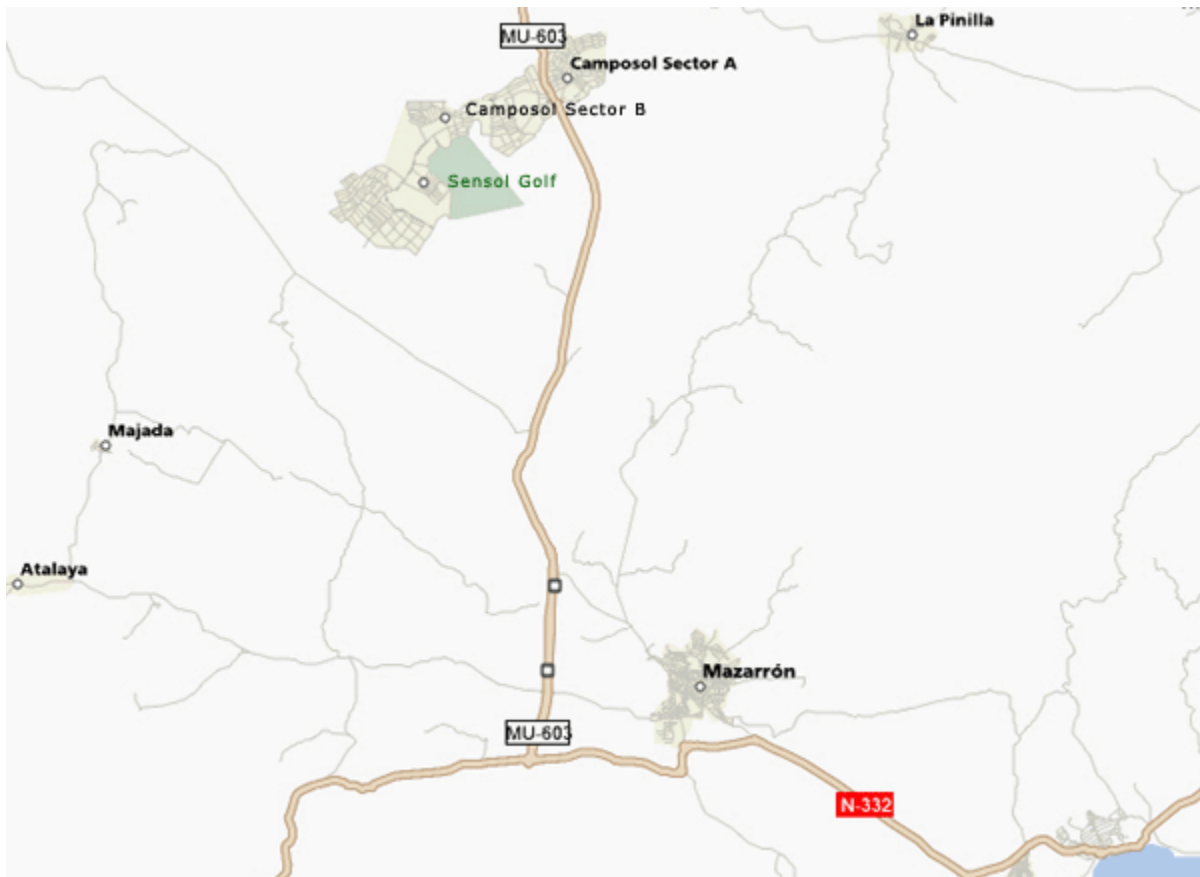 La Pinilla
MU-603
Camposol Sector A
Camposol Sector B
Sensol Golf
Majada
Atalaya
Mazarrón
MU-603
N-332